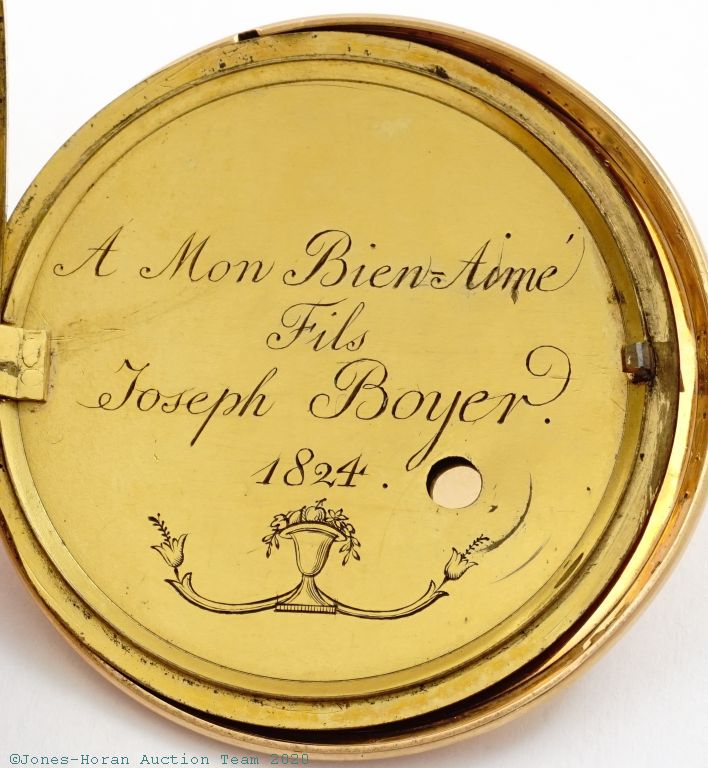 A Mon Bien=Aimé
Fils
Joseph Boyer.
1824.
©Jones-Horan Auction Team 2020